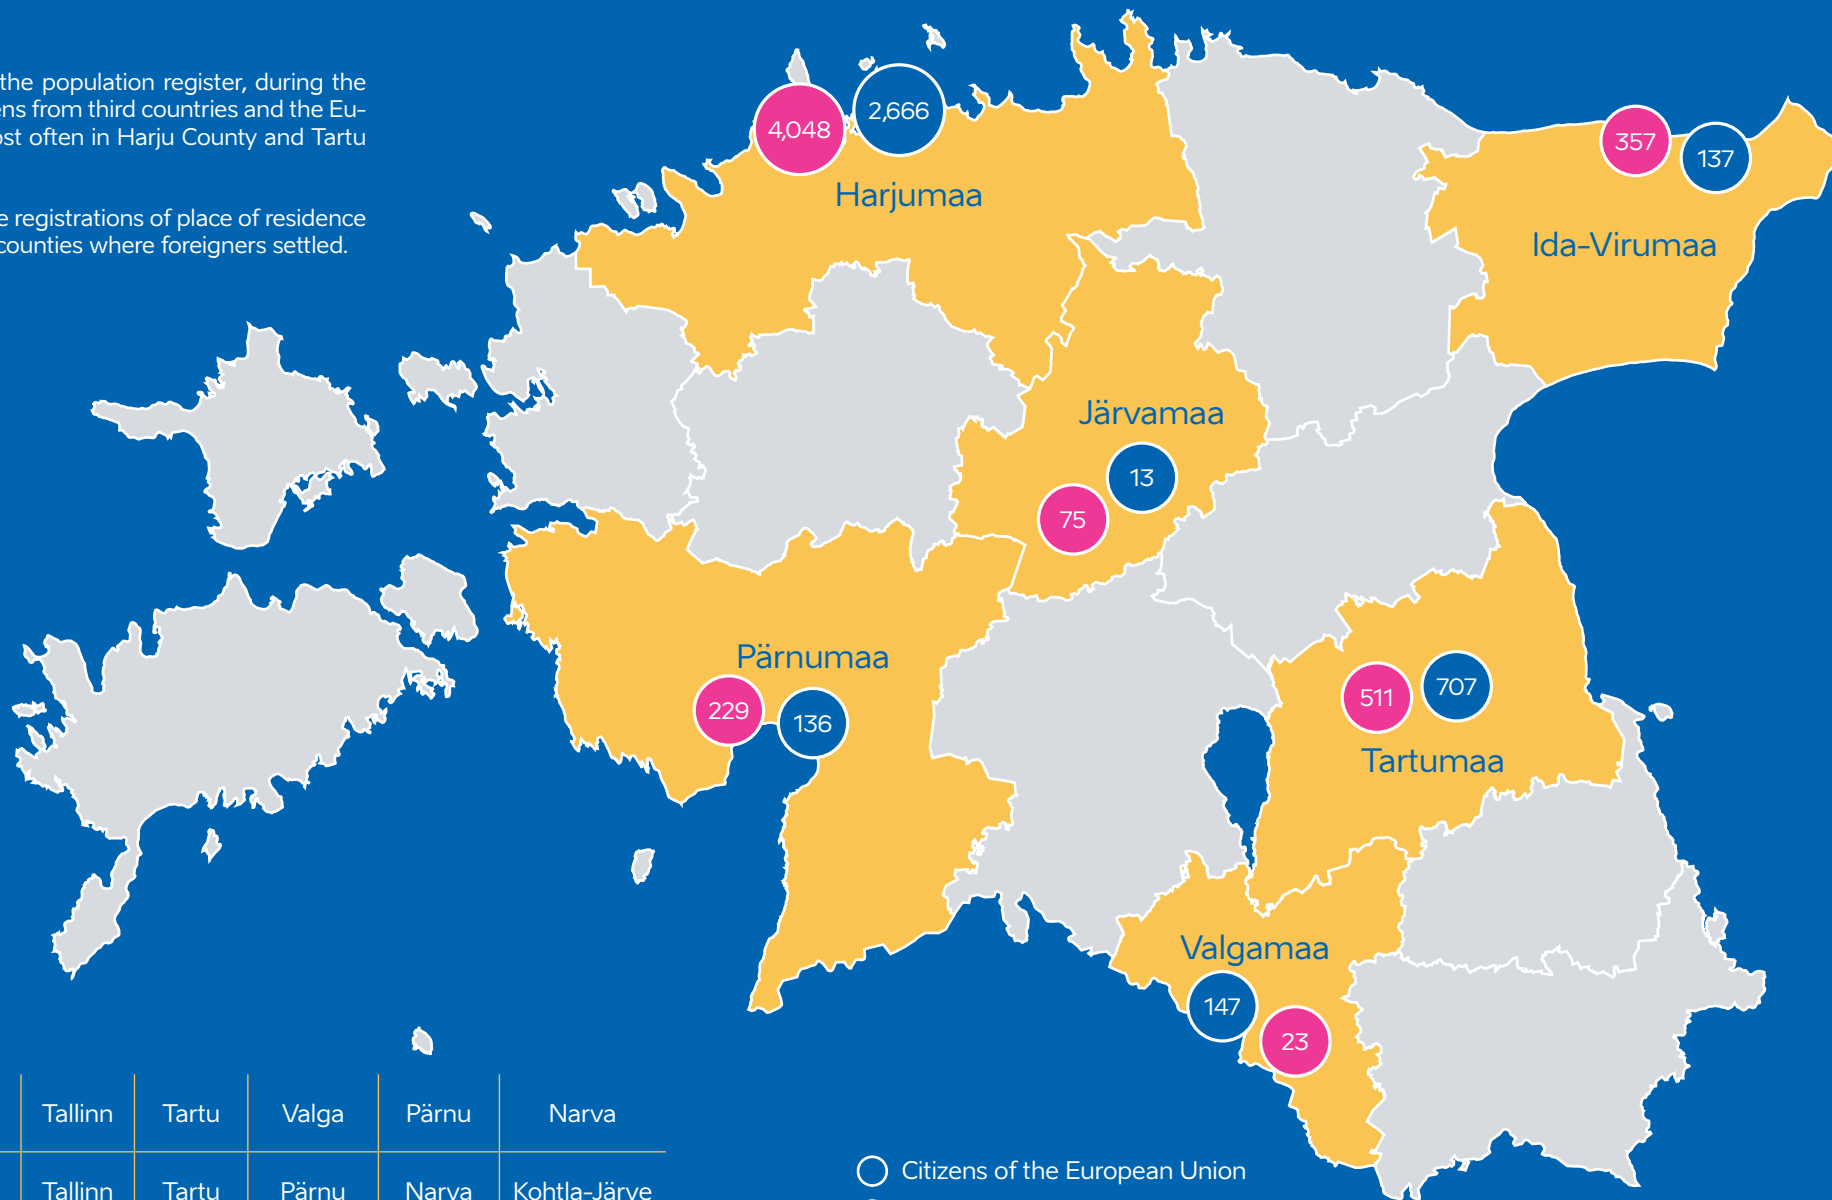 the population register, during the
ens from third countries and the Eu-
ost often in Harju County and Tartu
e registrations of place of residence
counties where foreigners settled.
4,048
2,666
Harjumaa
357
137
Ida-Virumaa
Järvamaa
13
75
Pärnumaa
229
136
511
707
Tartumaa
Valgamaa
147
23
Tallinn Tartu Valga Pärnu Narva
Tallinn Tartu Pärnu Narva Kohtla-Järve
Citizens of the European Union